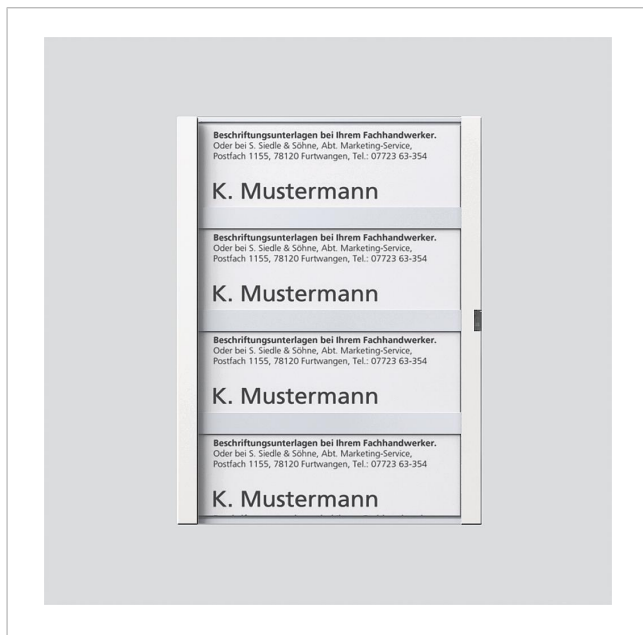 Beschriftungsunterlagen bei Ihrem Fachhandwerker.
Oder bei S. Siedle & Söhne, Abt. Marketing-Service,
Postfach 1155, 78120 Furtwangen, Tel.: 07723 63-354
K. Mustermann
Beschriftungsunterlagen bei Ihrem Fachhandwerker.
Oder bei S. Siedle & Söhne, Abt. Marketing-Service,
Postfach 1155, 78120 Furtwangen, Tel.: 07723 63-354
K. Mustermann
Beschriftungsunterlagen bei Ihrem Fachhandwerker.
Oder bei S. Siedle & Söhne, Abt. Marketing-Service,
Postfach 1155, 78120 Furtwangen, Tel.: 07723 63-354
K. Mustermann
Beschriftungsunterlagen bei Ihrem Fachhandwerker.
Oder bei S. Siedle & Söhne, Abt. Marketing-Service,
Postfach 1155, 78120 Furtwangen, Tel.: 07723 63-354
K. Mustermann